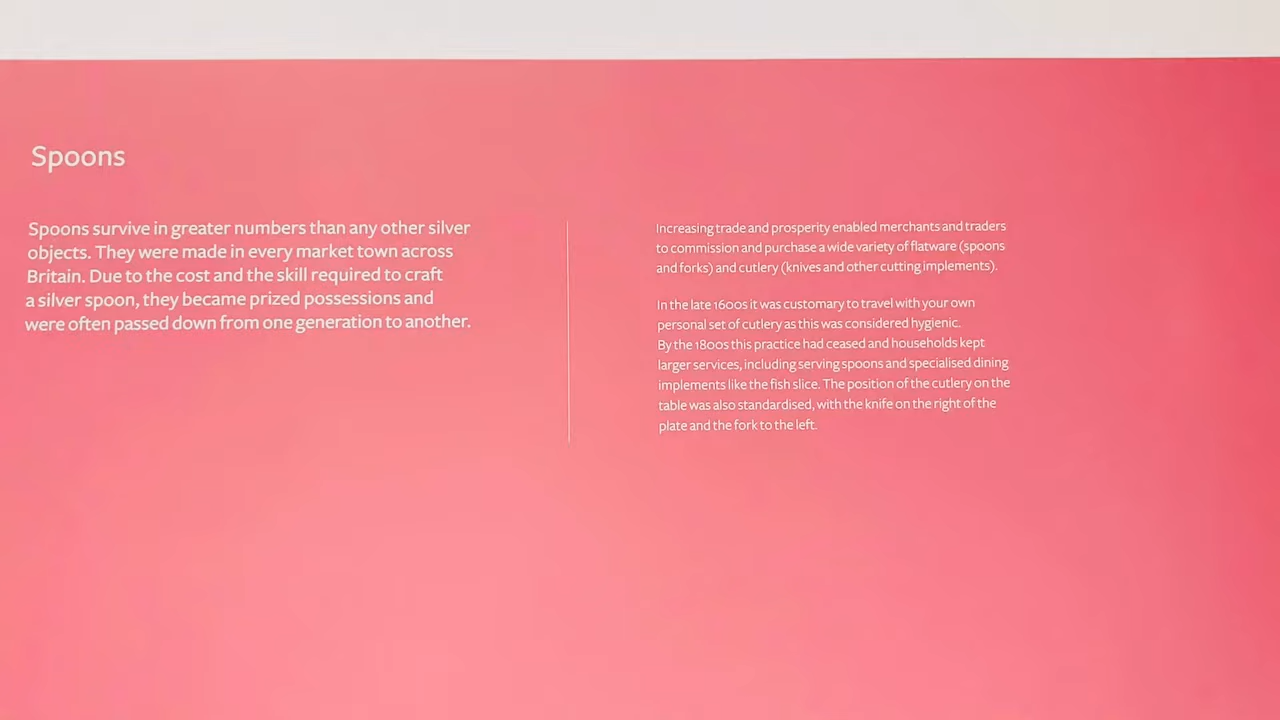 Spoons
Spoons survive in greater numbers than any other silver
objects. They were made in every market town across
Britain. Due to the cost and the skill required to craft
a silver spoon, they became prized possessions and
were often passed down from one generation to another.
Increasing trade and prosperity enabled merchants and traders
to commission and purchase a wide variety of flatware (spoons
and forks) and cutlery (knives and other cutting implements).
In the late 1600s it was customary to travel with your own
personal set of cutlery as this was considered hygienic.
By the 1800s this practice had ceased and households kept
larger services, including serving spoons and specialised dining
implements like the fish slice. The position of the cutlery on the
table was also standardised, with the knife on the right of the
plate and the fork to the left.